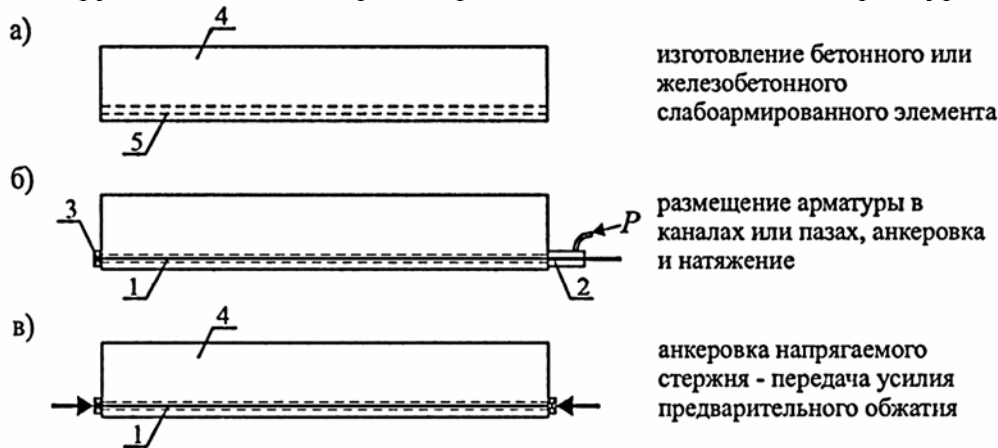 а)
4
5
изготовление бетонного или
железобетонного
слабоармированного элемента
б)
3
1
P
2
размещение арматуры в
каналах или пазах, анкеровка
и натяжение
в)
4
1
анкеровка напрягаемого
стержня - передача усилия
предварительного обжатия